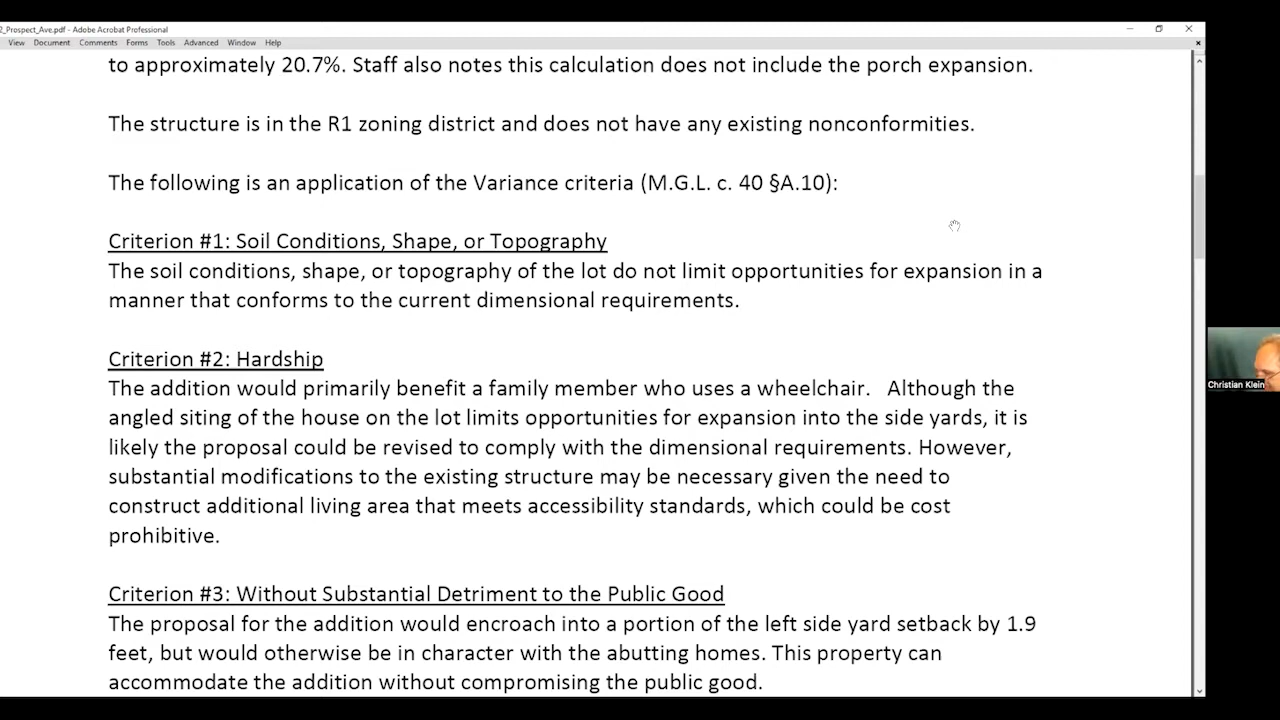 2_Prospect_Ave.pdf - Adobe Acrobat Professional
View Document Comments Forms Tools Advanced Window Help
to approximately 20.7%. Staff also notes this calculation does not include the porch expansion.
The structure is in the R1 zoning district and does not have any existing nonconformities.
The following is an application of the Variance criteria (M.G.L. c. 40 §A.10):
Criterion #1: Soil Conditions, Shape, or Topography
The soil conditions, shape, or topography of the lot do not limit opportunities for expansion in a
manner that conforms to the current dimensional requirements.
Criterion #2: Hardship
The addition would primarily benefit a family member who uses a wheelchair. Although the
angled siting of the house on the lot limits opportunities for expansion into the side yards, it is
likely the proposal could be revised to comply with the dimensional requirements. However,
substantial modifications to the existing structure may be necessary given the need to
construct additional living area that meets accessibility standards, which could be cost
prohibitive.
Criterion #3: Without Substantial Detriment to the Public Good
The proposal for the addition would encroach into a portion of the left side yard setback by 1.9
feet, but would otherwise be in character with the abutting homes. This property can
accommodate the addition without compromising the public good.
Christian Klein